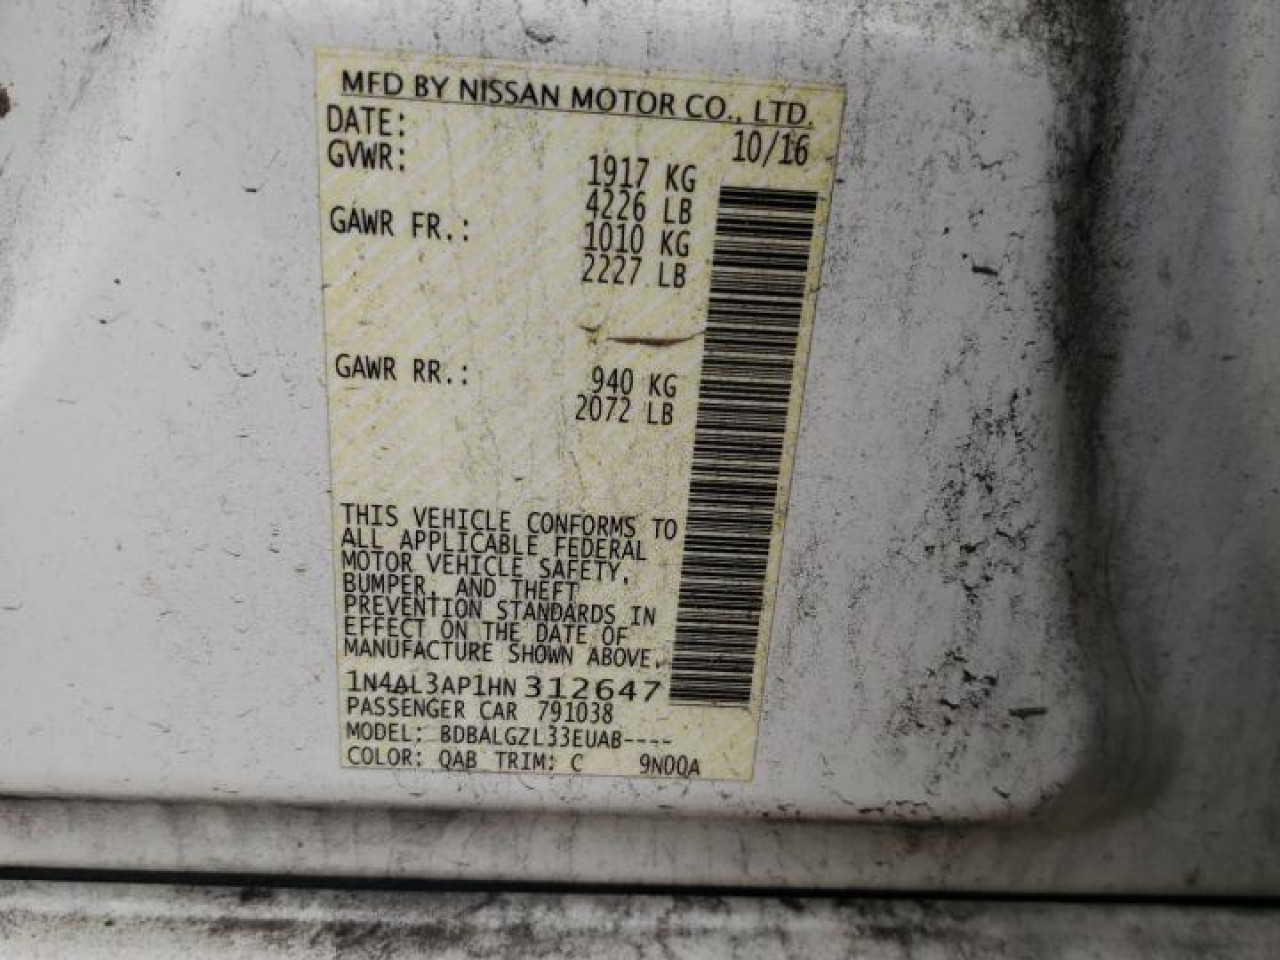 MFD BY NISSAN MOTOR CO., LTD.
DATE: 10/16
GVWR: 1917 KG
4226 LB
GAWR FR.: 1010 KG
2227 LB
GAWR RR.: 940 KG
2072 LB
THIS VEHICLE CONFORMS TO
ALL APPLICABLE FEDERAL
MOTOR VEHICLE SAFETY,
BUMPER, AND THEFT
PREVENTION STANDARDS IN
EFFECT ON THE DATE OF
MANUFACTURE SHOWN ABOVE.
1N4AL3AP1HN312647
PASSENGER CAR 791038
MODEL: BDBALGZL33EUAB----
COLOR: QAB TRIM: C 9N0QA